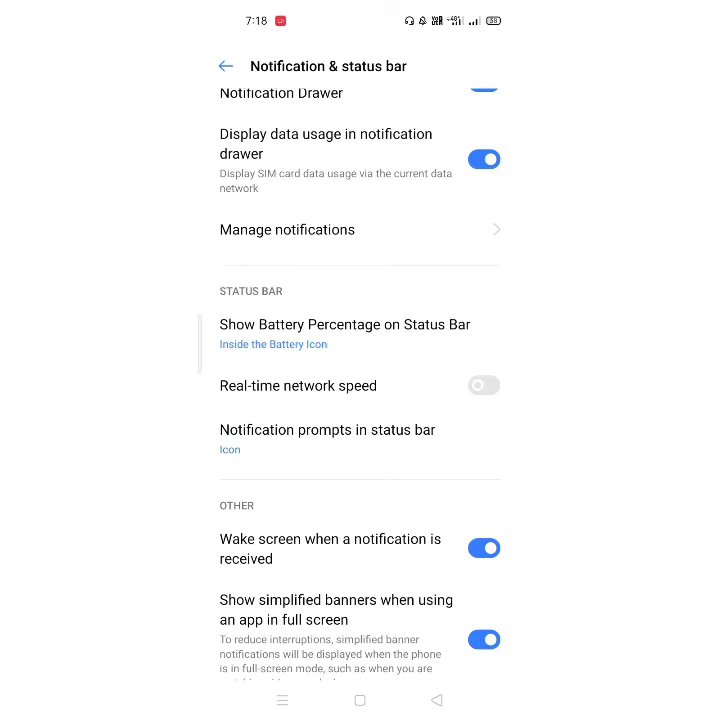 7:18
58
Notification & status bar
Notification Drawer
Display data usage in notification
drawer
Display SIM card data usage via the current data
network
Manage notifications
STATUS BAR
Show Battery Percentage on Status Bar
Inside the Battery Icon
Real-time network speed
Notification prompts in status bar
Icon
OTHER
Wake screen when a notification is
received
Show simplified banners when using
an app in full screen
To reduce interruptions, simplified banner
notifications will be displayed when the phone
is in full-screen mode, such as when you are